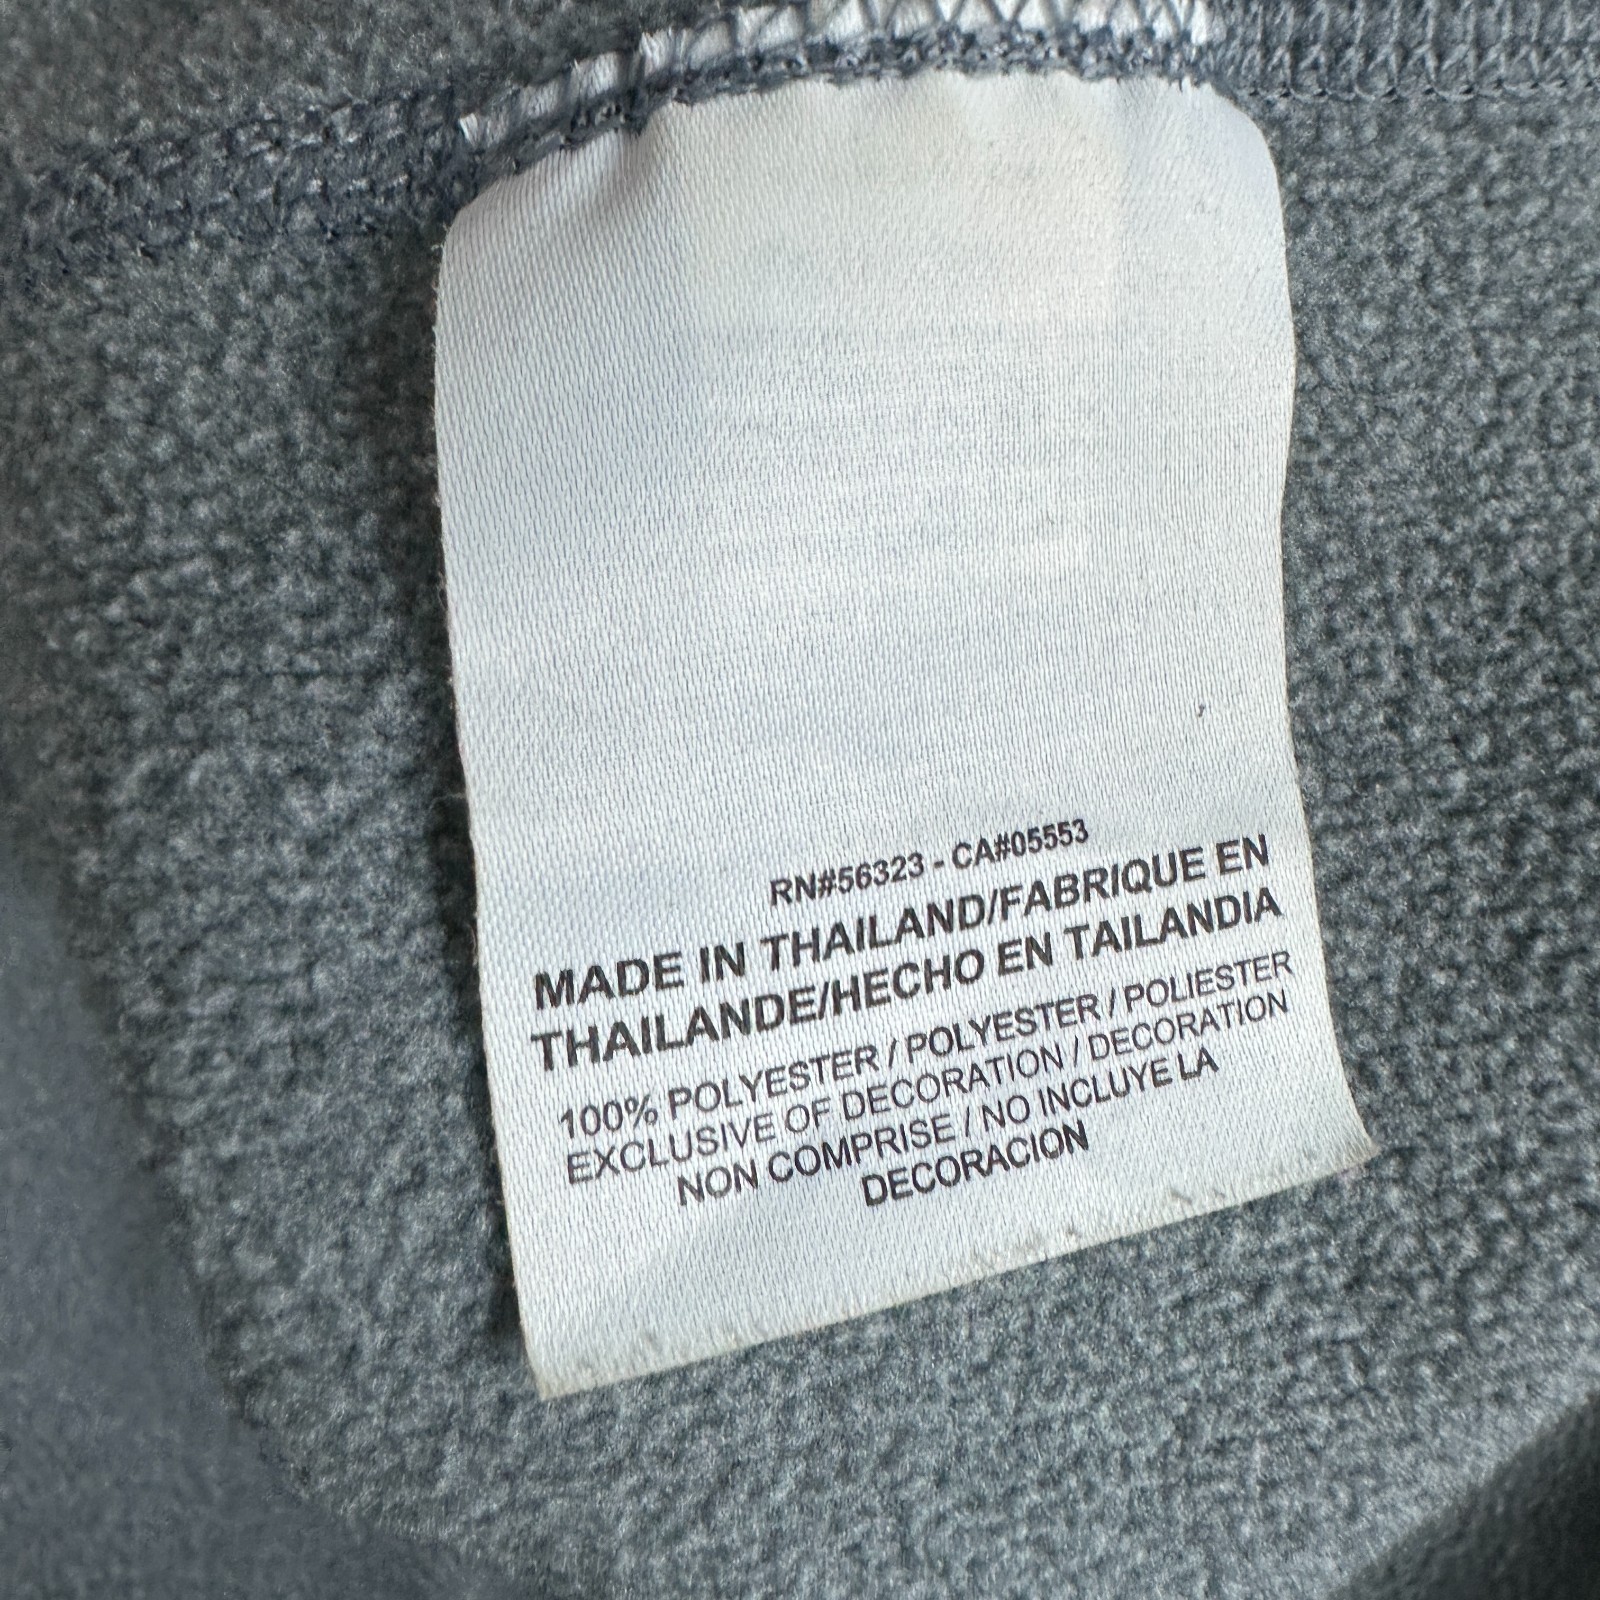 RN#56323 - CA#05553
MADE IN THAILAND/FABRIQUE EN
THAILANDE/HECHO EN TAILANDIA
100% POLYESTER / POLYESTER / POLIESTER
EXCLUSIVE OF DECORATION / DECORATION
NON COMPRISE / NO INCLUYE LA
DECORACION